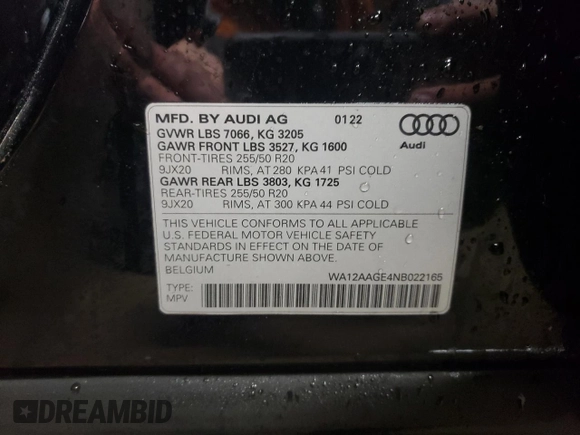 MFD. BY AUDI AG 01 22
GVWR LBS 7066, KG 3205
GAWR FRONT LBS 3527, KG 1600
FRONT-TIRES 255/50 R20
9JX20 RIMS, AT 280 KPA 41 PSI COLD
GAWR REAR LBS 3803, KG 1725
REAR-TIRES 255/50 R20
9JX20 RIMS, AT 300 KPA 44 PSI COLD
Audi
THIS VEHICLE CONFORMS TO ALL APPLICABLE
U.S. FEDERAL MOTOR VEHICLE SAFETY
STANDARDS IN EFFECT ON THE DATE OF
MANUFACTURE SHOWN ABOVE.
BELGIUM WA12AAGE4NB022165
TYPE:
MPV
DREAMBID